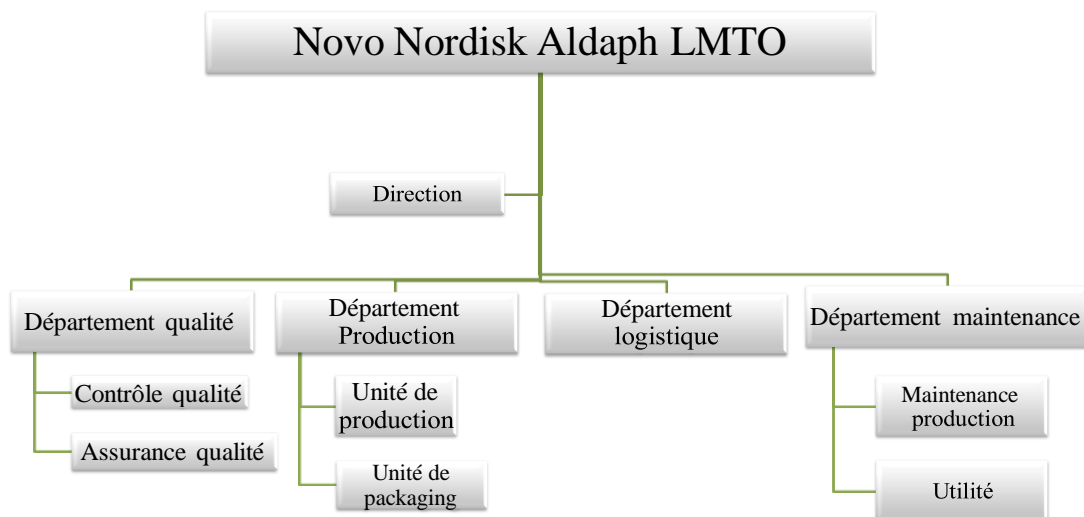 Novo Nordisk Aldaph LMTO
Direction
Département qualité
Contrôle qualité
Assurance qualité
Département
Production
Unité de
production
Unité de
packaging
Département
logistique
Département maintenance
Maintenance
production
Utilité